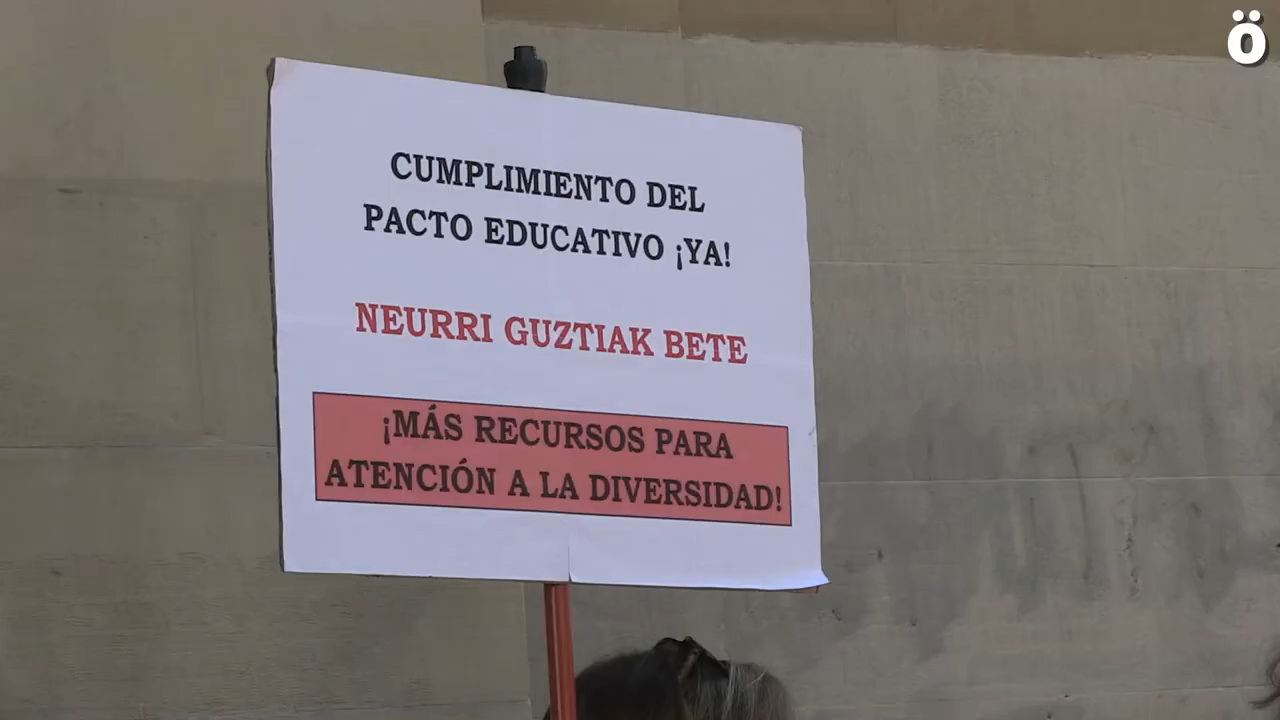 ö
CUMPLIMIENTO DEL
PACTO EDUCATIVO ¡YA!
NEURRI GUZTIAK BETE
¡MÁS RECURSOS PARA
ATENCIÓN A LA DIVERSIDAD!